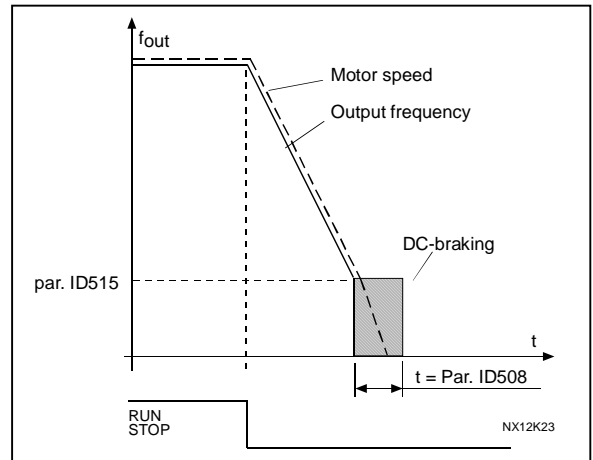 fout
Motor speed
Output frequency
DC-braking
par. ID515
t
t = Par. ID508
RUN
STOP
NX12K23